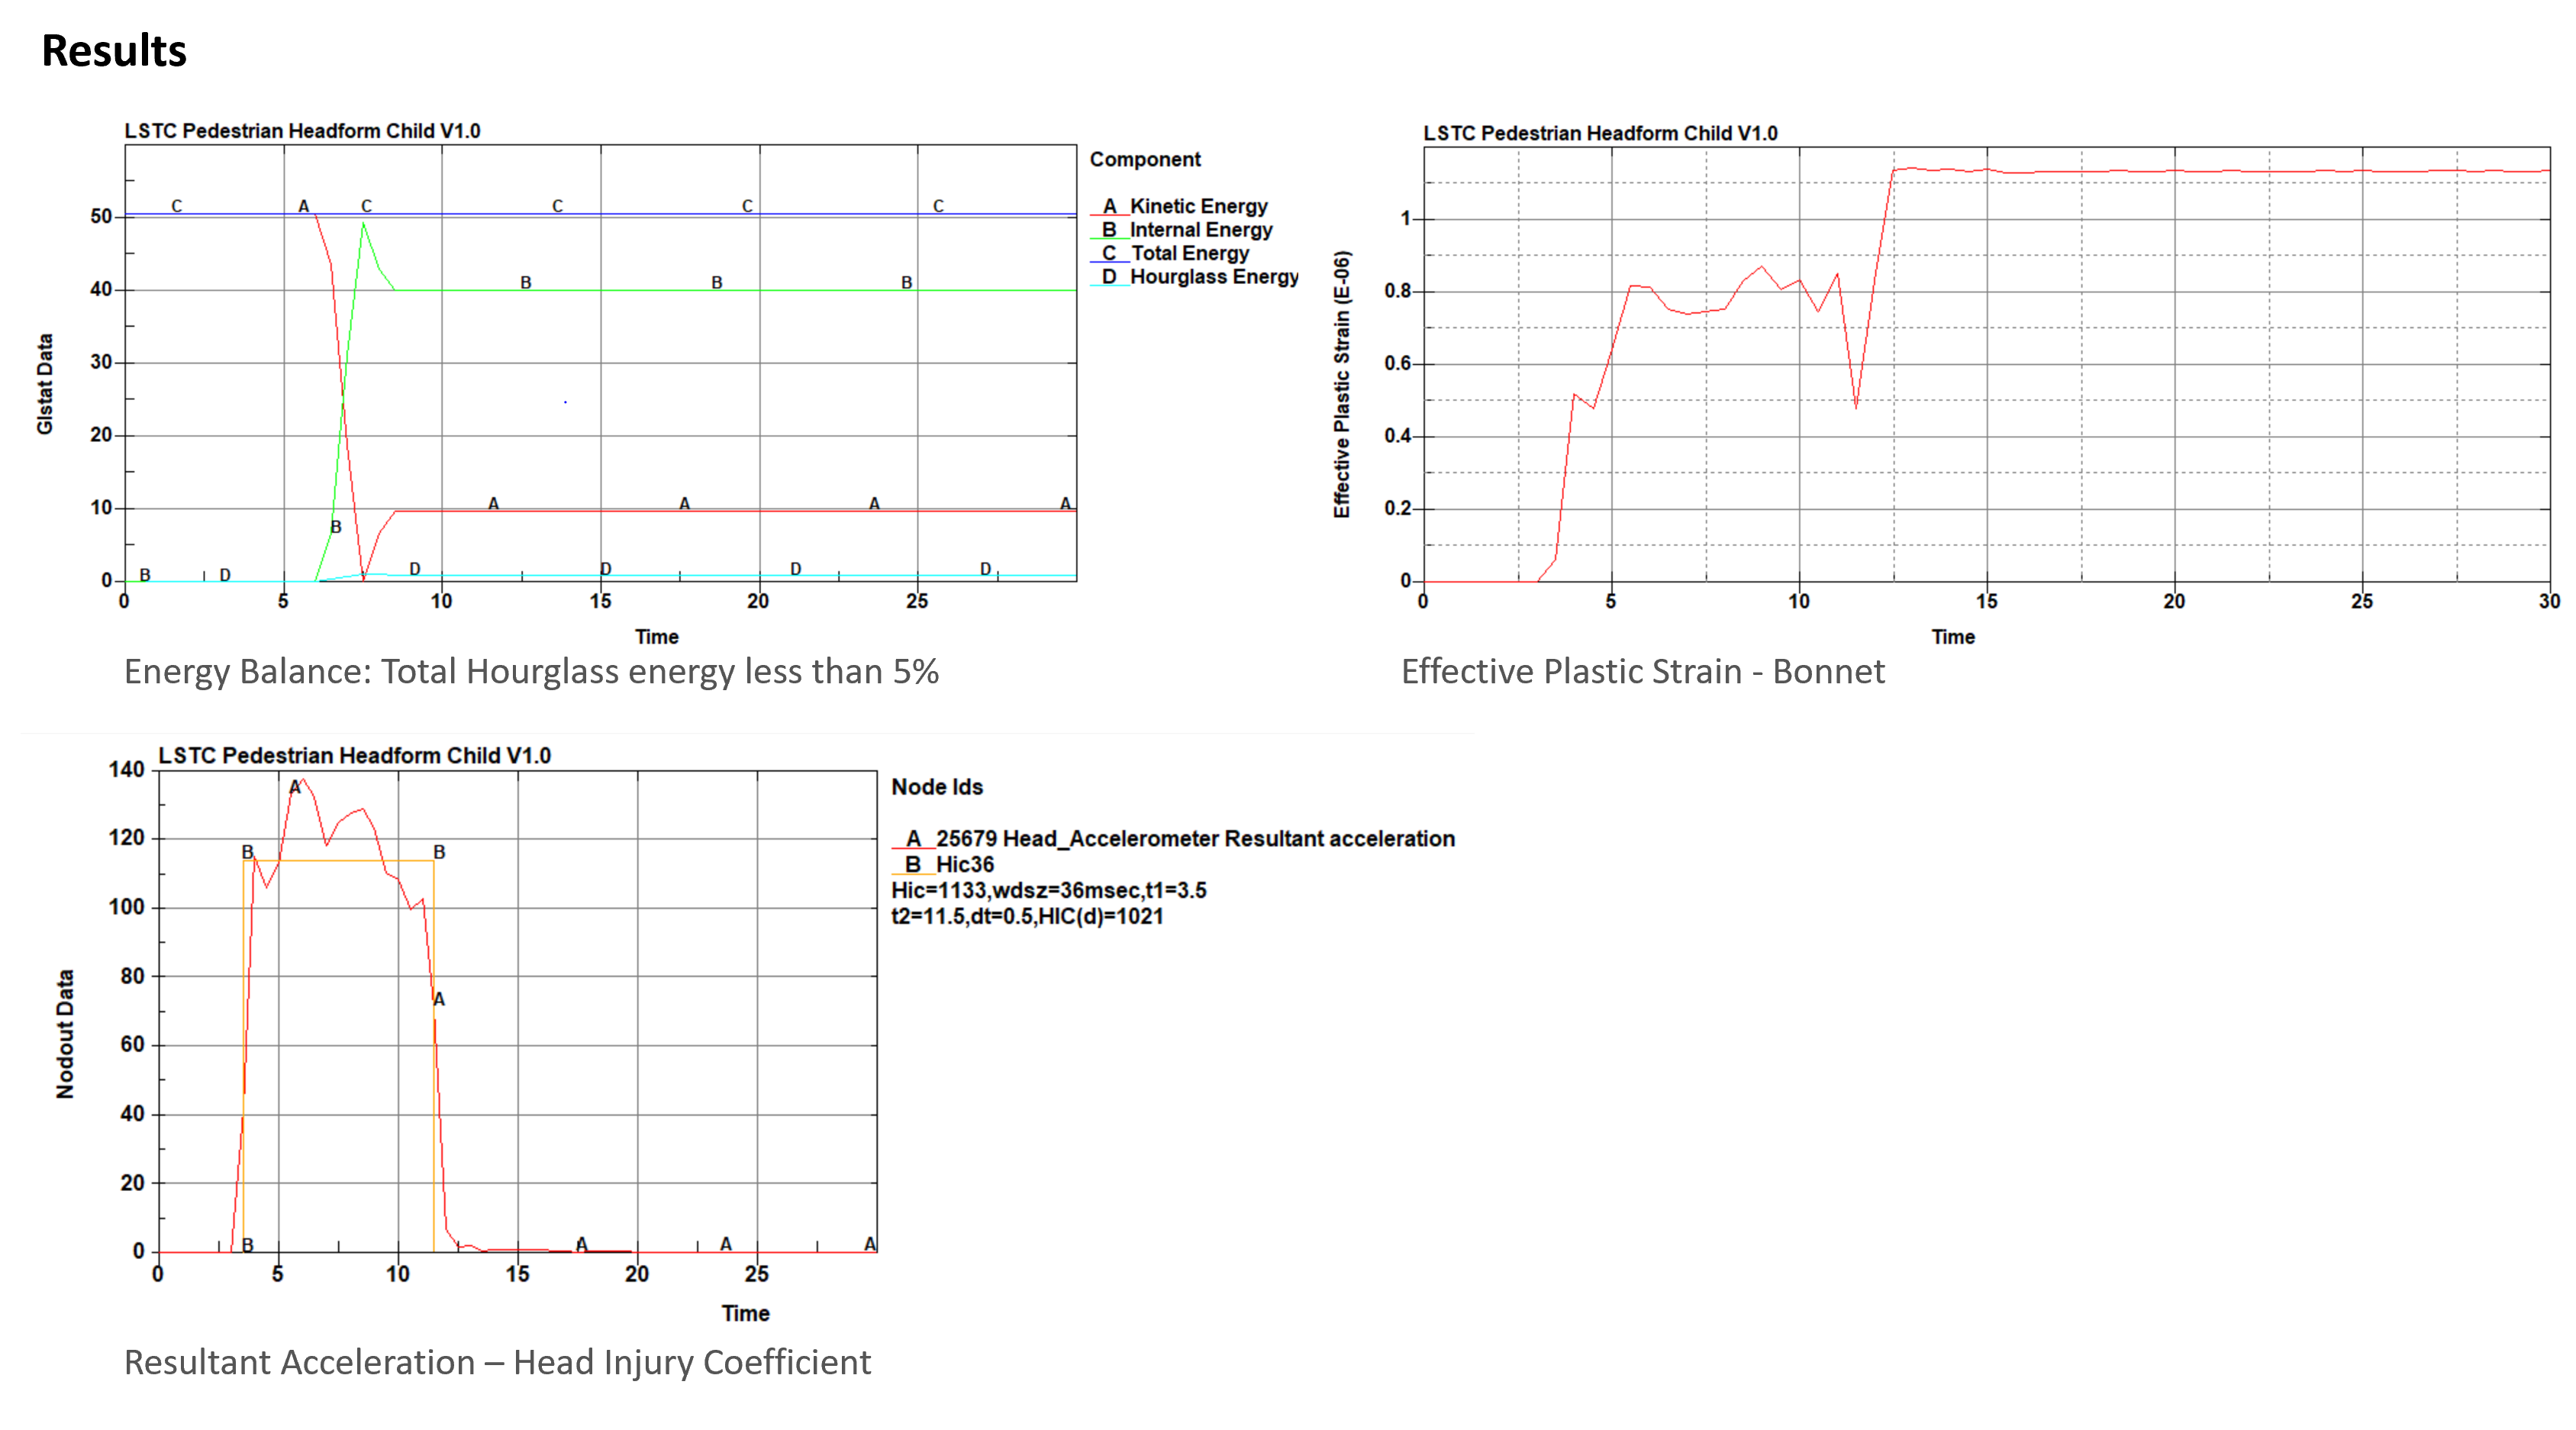 Results
LSTC Pedestrian Headform Child V1.0
50
40
30
20
10
0
0 5 10 15 20 25
Glstat Data
Time
C A C C C C
B B B
B
A A A A
B D D D D D
Component
A Kinetic Energy
B Internal Energy
C Total Energy
D Hourglass Energy
Energy Balance: Total Hourglass energy less than 5%
LSTC Pedestrian Headform Child V1.0
1
0.8
0.6
0.4
0.2
0
0 5 10 15 20 25 30
Effective Plastic Strain (E-06)
Time
Effective Plastic Strain - Bonnet
LSTC Pedestrian Headform Child V1.0
140
120
100
80
60
40
20
0
0 5 10 15 20 25
Nodout Data
Time
A
B B
A
B A A A
Node Ids
A 25679 Head_Accelerometer Resultant acceleration
B Hic36
Hic=1133,wdsz=36msec,t1=3.5
t2=11.5,dt=0.5,HIC(d)=1021
Resultant Acceleration – Head Injury Coefficient